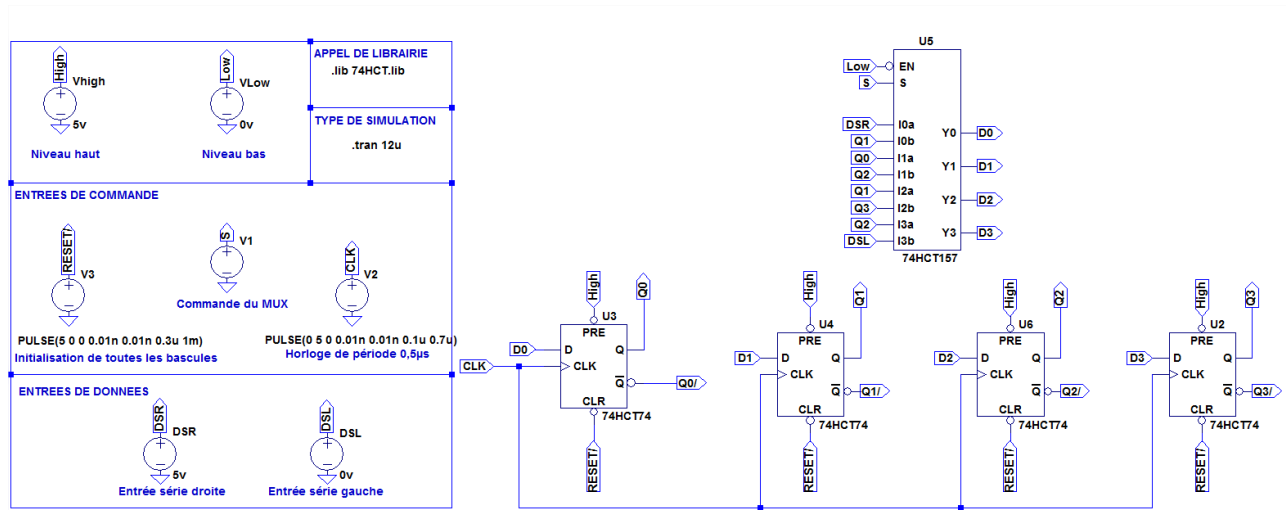 High
Vhigh
5v
Niveau haut
Low
VLow
0v
Niveau bas
APPEL DE LIBRAIRIE
.lib 74HCT.lib
TYPE DE SIMULATION
.tran 12u
ENTREES DE COMMANDE
RESET/
V3
PULSE(5 0 0 0.01n 0.01n 0.3u 1m)
Initialisation de toutes les bascules
S
V1
Commande du MUX
CLK
V2
PULSE(0 5 0 0.01n 0.01n 0.1u 0.7u)
Horloge de période 0,5µs
ENTREES DE DONNEES
DSR
DSR
5v
Entrée série droite
DSL
DSL
0v
Entrée série gauche
U5
Low
EN
S
S
DSR
I0a
Q1
I0b
Q0
I1a
Q2
I1b
Q1
I2a
Q3
I2b
Q2
I3a
DSL
I3b
Y0
D0
Y1
D1
Y2
D2
Y3
D3
74HCT157
CLK
High
Q0
U3
PRE
D0
D
Q
CLK
Q|
Q0/
CLR
74HCT74
RESET/
High
Q1
U4
PRE
D1
D
Q
CLK
Q|
Q1/
CLR
74HCT74
RESET/
High
Q2
U6
PRE
D2
D
Q
CLK
Q|
Q2/
CLR
74HCT74
RESET/
High
Q3
U2
PRE
D3
D
Q
CLK
Q|
Q3/
CLR
74HCT74
RESET/